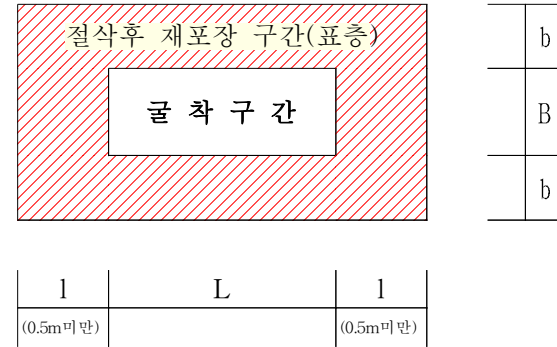 절삭후 재포장 구간(표층)
b
굴 착 구 간
B
b
l L l
(0.5m미만) (0.5m미만)